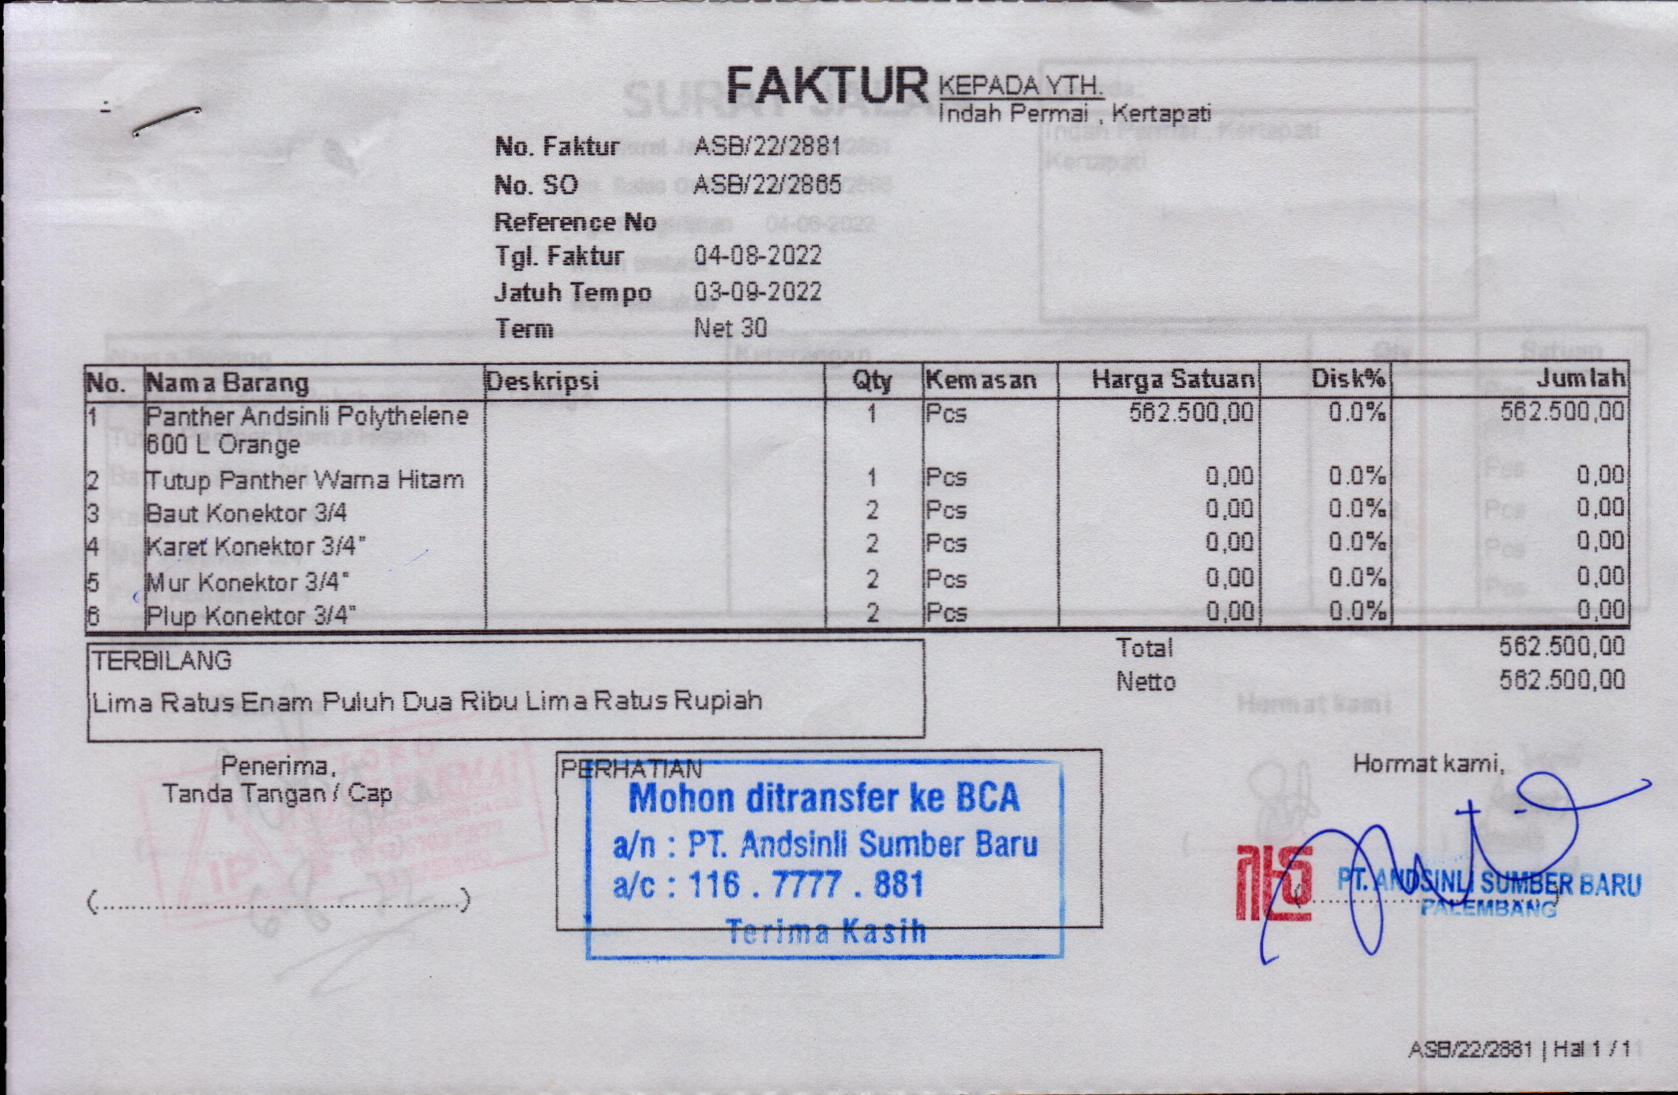 FAKTUR
KEPADA YTH.
Indah Permai , Kertapati
No. Faktur ASB/22/2881
No. SO ASB/22/2865
Reference No
Tgl. Faktur 04-08-2022
Jatuh Tempo 03-09-2022
Term Net 30
No. Nama Barang Deskripsi Qty Kemasan Harga Satuan Disk% Jumlah
1 Panther Andsinli Polythelene 1 Pcs 562.500,00 0.0% 562.500,00
600 L Orange
2 Tutup Panther Warna Hitam 1 Pcs 0,00 0.0% 0,00
3 Baut Konektor 3/4 2 Pcs 0,00 0.0% 0,00
4 Karet Konektor 3/4" 2 Pcs 0,00 0.0% 0,00
5 Mur Konektor 3/4" 2 Pcs 0,00 0.0% 0,00
6 Plup Konektor 3/4" 2 Pcs 0,00 0.0% 0,00
Total 562.500,00
Netto 562.500,00
TERBILANG
Lima Ratus Enam Puluh Dua Ribu Lima Ratus Rupiah
Penerima,
Tanda Tangan / Cap
(....................................................)
PERHATIAN
Mohon ditransfer ke BCA
a/n : PT. Andsinli Sumber Baru
a/c : 116 . 7777 . 881
Terima Kasih
Hormat kami,
PT. ANDSINLI SUMBER BARU
PALEMBANG
ASB/22/2881 | Hal 1 / 1